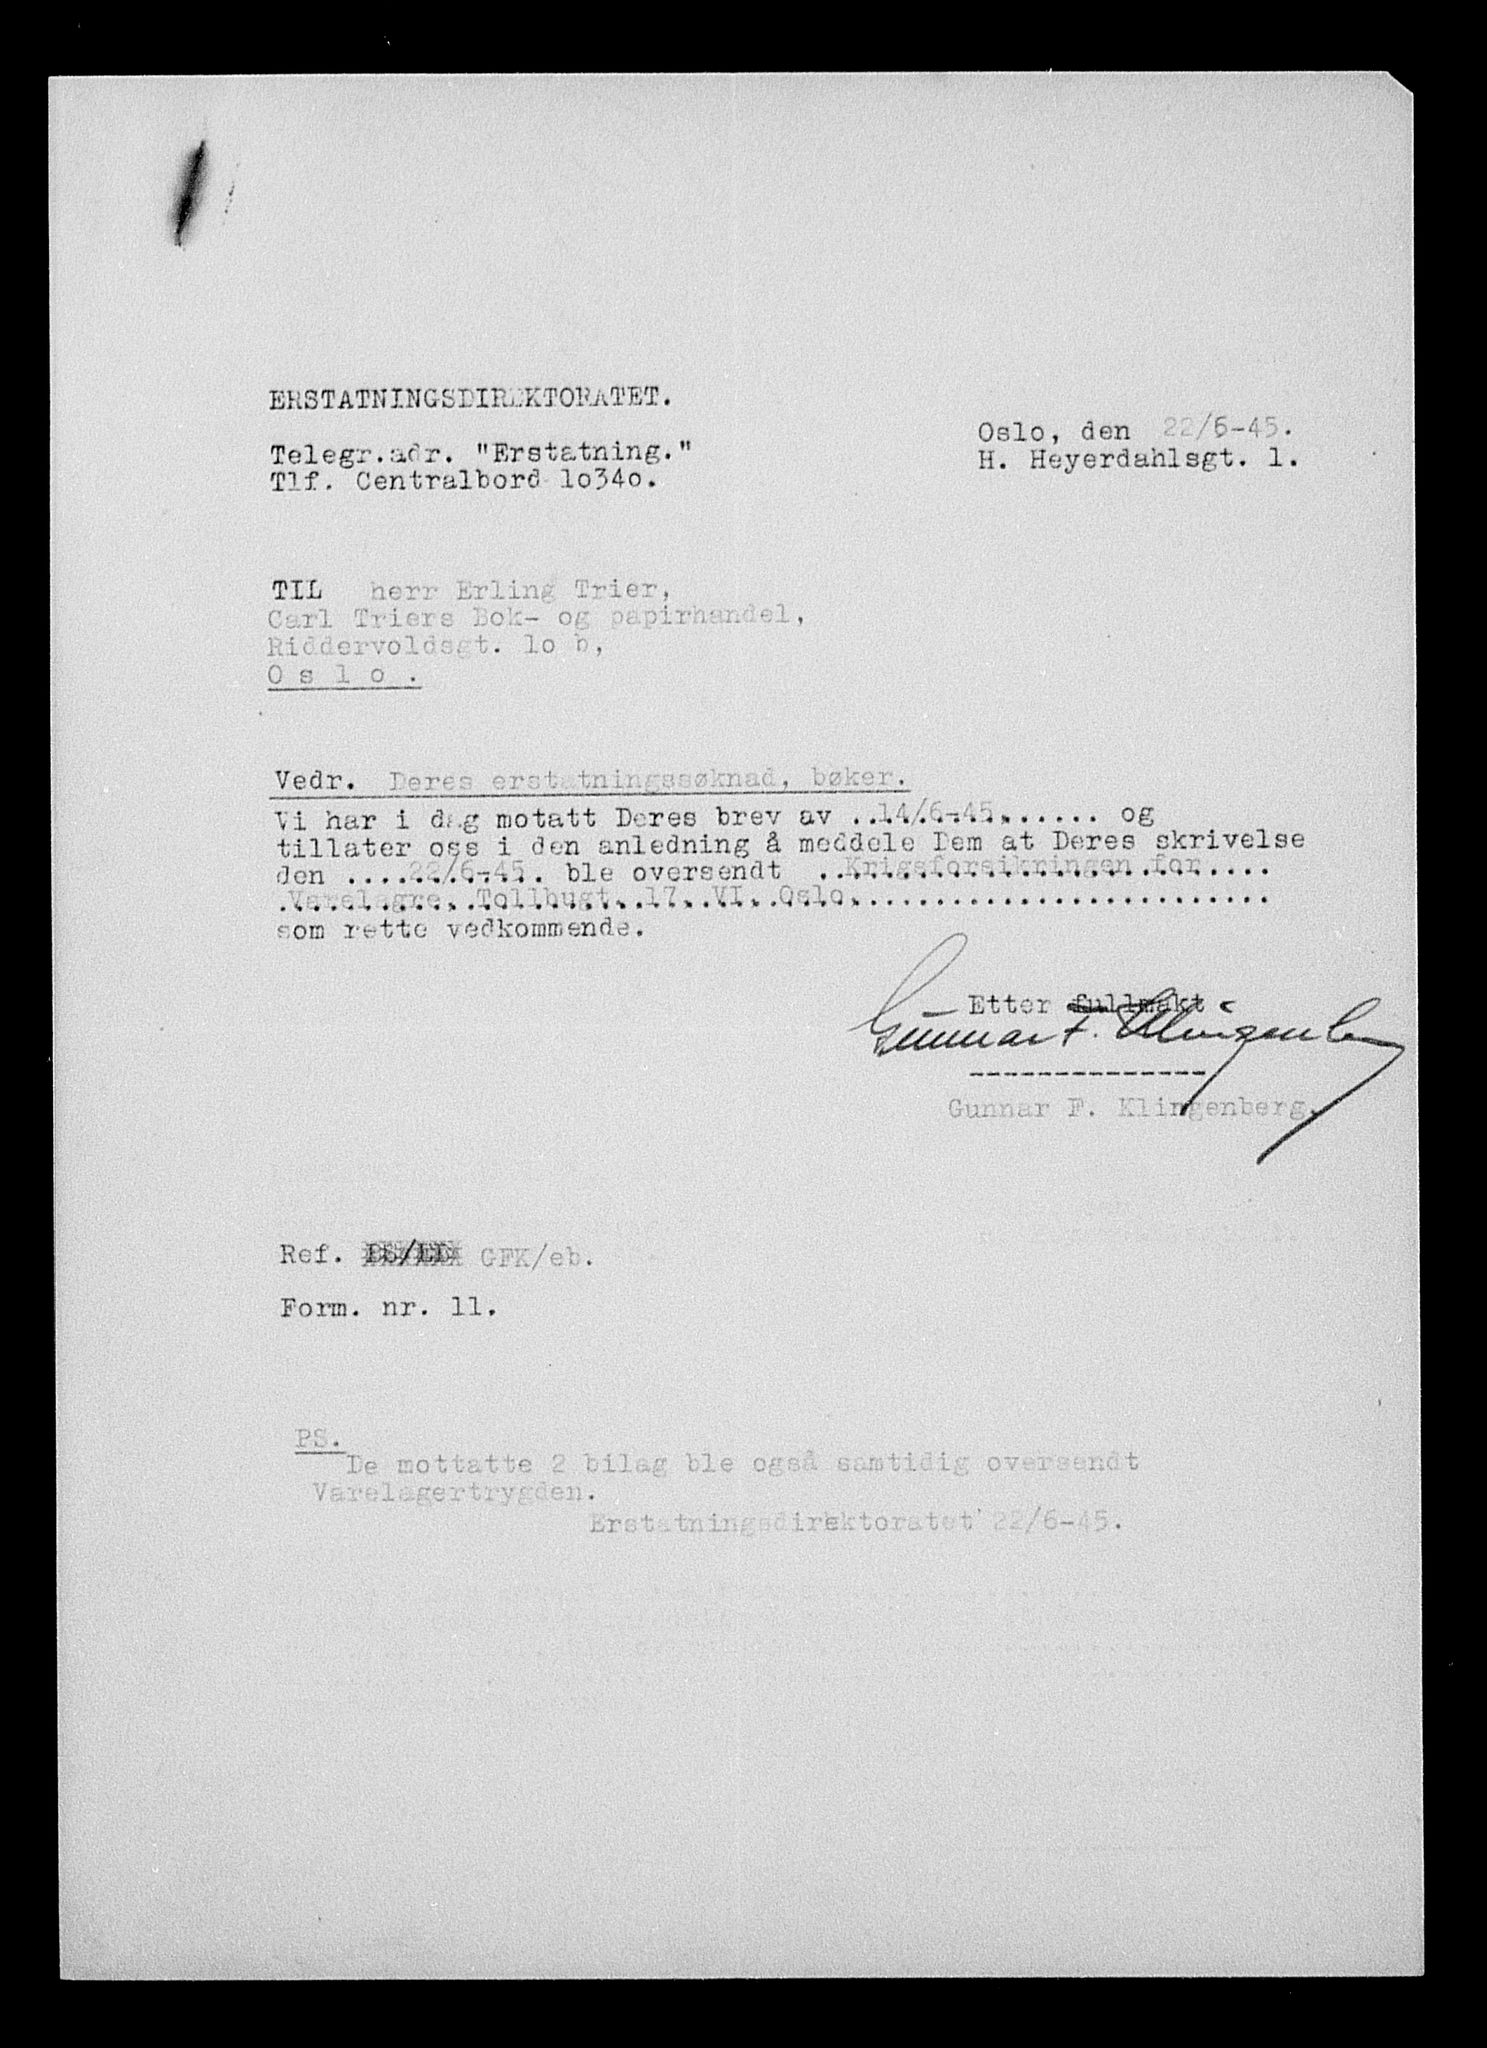 ERSTATNINGSDIREKTORATET.
Oslo, den 22/6-45.
Telegr.adr. "Erstatning."
H. Heyerdahlsgt. 1.
Tlf. Centralbord lo34o.
TIL herr Erling Trier,
Carl Triers Bok- og papirhandel,
Riddervoldsgt. lo b,
O s l o .
Vedr. Deres erstatningssøknad, bøker.
Vi har i dag motatt Deres brev av ..14/6-45....... og
tillater oss i den anledning å meddele Dem at Deres skrivelse
den ....22/6-45.. ble oversendt ..Krigsforsikringen for....
.Varelagre, Tollbugt. 17. VI. Oslo.........................
som rette vedkommende.
Etter fullmakt
Gunnar F. Klingenberg
--------------
Gunnar F. Klingenberg.
Ref. GFK/eb.
Form. nr. 11.
PS.
De mottatte 2 bilag ble også samtidig oversendt
Varelagertrygden.
Erstatningsdirektoratet 22/6-45.